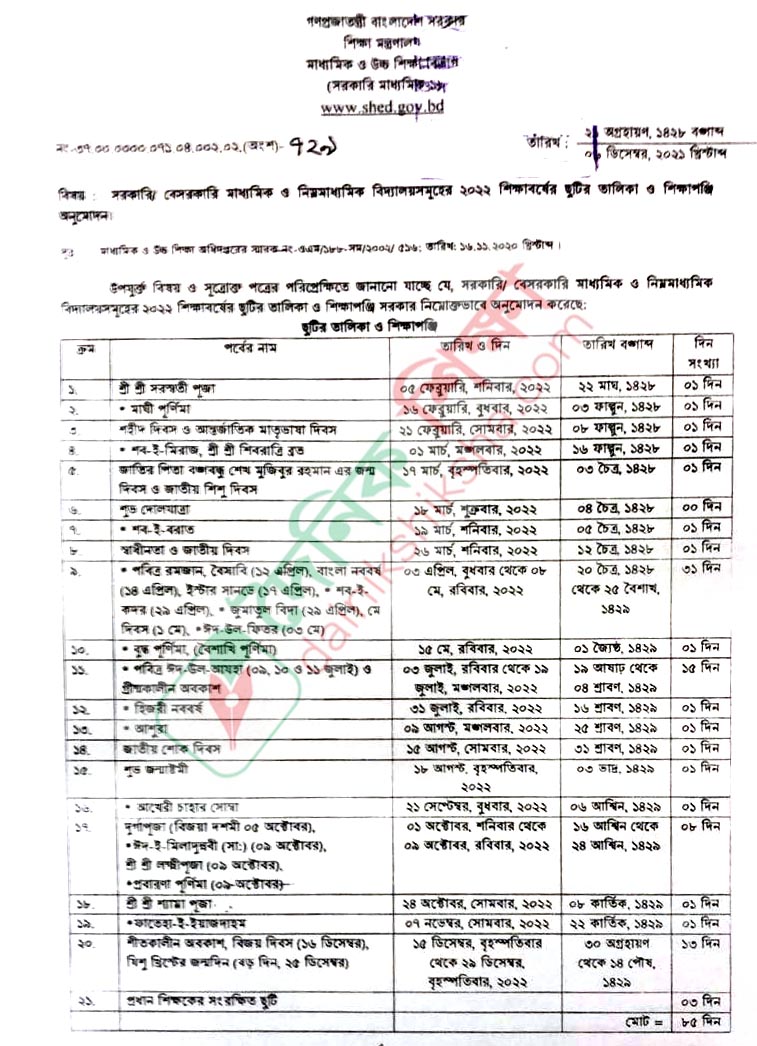 গণপ্রজাতন্ত্রী বাংলাদেশ সরকার
শিক্ষা মন্ত্রণালয়
মাধ্যমিক ও উচ্চ শিক্ষা বিভাগ
(সরকারি মাধ্যমিক-১)
www.shed.gov.bd
নং-৩৭.০০.০০০০.০৭১.০৪.০০২.০২.(অংশ)- ৭২৯
তারিখ : অগ্রহায়ণ, ১৪২৮ বঙ্গাব্দ
ডিসেম্বর, ২০২১ খ্রিস্টাব্দ
বিষয় : সরকারি/ বেসরকারি মাধ্যমিক ও নিম্নমাধ্যমিক বিদ্যালয়সমূহের ২০২২ শিক্ষাবর্ষের ছুটির তালিকা ও শিক্ষাপঞ্জি
অনুমোদন।
সূত্র মাধ্যমিক ও উচ্চ শিক্ষা অধিদপ্তরের স্মারক নং-ওএম/১৮৮-সম/২০০২/ ৫১৬; তারিখ: ১৬.১১.২০২০ খ্রিস্টাব্দ ।
উপর্যুক্ত বিষয় ও সূত্রোক্ত পত্রের পরিপ্রেক্ষিতে জানানো যাচ্ছে যে, সরকারি/ বেসরকারি মাধ্যমিক ও নিম্নমাধ্যমিক
বিদ্যালয়সমূহের ২০২২ শিক্ষাবর্ষের ছুটির তালিকা ও শিক্ষাপঞ্জি সরকার নিম্নোক্তভাবে অনুমোদন করেছে:
ছুটির তালিকা ও শিক্ষাপঞ্জি
ক্রম পর্বের নাম তারিখ ও দিন তারিখ বঙ্গাব্দ দিন
সংখ্যা
১. শ্রী শ্রী সরস্বতী পূজা ০৫ ফেব্রুয়ারি, শনিবার, ২০২২ ২২ মাঘ, ১৪২৮ ০১ দিন
২. * মাঘী পূর্ণিমা ১৬ ফেব্রুয়ারি, বুধবার, ২০২২ ০৩ ফাল্গুন, ১৪২৮ ০১ দিন
৩. শহীদ দিবস ও আন্তর্জাতিক মাতৃভাষা দিবস ২১ ফেব্রুয়ারি, সোমবার, ২০২২ ০৮ ফাল্গুন, ১৪২৮ ০১ দিন
৪. * শব-ই-মিরাজ, শ্রী শ্রী শিবরাত্রি ব্রত ০১ মার্চ, মঙ্গলবার, ২০২২ ১৬ ফাল্গুন, ১৪২৮ ০১ দিন
৫. জাতির পিতা বঙ্গবন্ধু শেখ মুজিবুর রহমান এর জন্ম ১৭ মার্চ, বৃহস্পতিবার, ২০২২ ০৩ চৈত্র, ১৪২৮ ০১ দিন
দিবস ও জাতীয় শিশু দিবস
৬. শুভ দোলযাত্রা ১৮ মার্চ, শুক্রবার, ২০২২ ০৪ চৈত্র, ১৪২৮ ০০ দিন
৭. * শব-ই-বরাত ১৯ মার্চ, শনিবার, ২০২২ ০৫ চৈত্র, ১৪২৮ ০১ দিন
৮. স্বাধীনতা ও জাতীয় দিবস ২৬ মার্চ, শনিবার, ২০২২ ১২ চৈত্র, ১৪২৮ ০১ দিন
৯. * পবিত্র রমজান, বৈসাবি (১২ এপ্রিল), বাংলা নববর্ষ ০৩ এপ্রিল, বুধবার থেকে ০৮ ২০ চৈত্র, ১৪২৮ ৩১ দিন
(১৪ এপ্রিল), ইস্টার সানডে (১৭ এপ্রিল), * শব-ই- মে, রবিবার, ২০২২ থেকে ২৫ বৈশাখ,
কদর (২৯ এপ্রিল), * জুমাতুল বিদা (২৯ এপ্রিল), মে ১৪২৯
দিবস (১ মে), * ঈদ-উল-ফিতর (০৩ মে)
১০. * বুদ্ধ পূর্ণিমা, (বৈশাখি পূর্ণিমা) ১৫ মে, রবিবার, ২০২২ ০১ জ্যৈষ্ঠ, ১৪২৯ ০১ দিন
১১. * পবিত্র ঈদ-উল-আযহা (০৯, ১০ ও ১১ জুলাই) ও ০৩ জুলাই, রবিবার থেকে ১৯ ১৯ আষাঢ় থেকে ১৫ দিন
গ্রীষ্মকালীন অবকাশ জুলাই, মঙ্গলবার, ২০২২ ০৪ শ্রাবণ, ১৪২৯
১২. * হিজরী নববর্ষ ৩১ জুলাই, রবিবার, ২০২২ ১৬ শ্রাবণ, ১৪২৯ ০১ দিন
১৩. * আশুরা ০৯ আগস্ট, মঙ্গলবার, ২০২২ ২৫ শ্রাবণ, ১৪২৯ ০১ দিন
১৪. জাতীয় শোক দিবস ১৫ আগস্ট, সোমবার, ২০২২ ৩১ শ্রাবণ, ১৪২৯ ০১ দিন
১৫. শুভ জন্মাষ্টমী ১৮ আগস্ট, বৃহস্পতিবার, ০৩ ভাদ্র, ১৪২৯ ০১ দিন
২০২২
১৬. * আখেরী চাহার সোম্বা ২১ সেপ্টেম্বর, বুধবার, ২০২২ ০৬ আশ্বিন, ১৪২৯ ০১ দিন
১৭. দুর্গাপূজা (বিজয়া দশমী ০৫ অক্টোবর), ০১ অক্টোবর, শনিবার থেকে ১৬ আশ্বিন থেকে ০৮ দিন
*ঈদ-ই-মিলাদুন্নবী (সা:) (০৯ অক্টোবর), ০৯ অক্টোবর, রবিবার, ২০২২ ২৪ আশ্বিন, ১৪২৯
শ্রী শ্রী লক্ষ্মীপূজা (০৯ অক্টোবর),
*প্রবারণা পূর্ণিমা (০৯ অক্টোবর)
১৮. শ্রী শ্রী শ্যামা পূজা ২৪ অক্টোবর, সোমবার, ২০২২ ০৮ কার্তিক, ১৪২৯ ০১ দিন
১৯. *ফাতেহা-ই-ইয়াজদাহম ০৭ নভেম্বর, সোমবার, ২০২২ ২২ কার্তিক, ১৪২৯ ০১ দিন
২০. শীতকালীন অবকাশ, বিজয় দিবস (১৬ ডিসেম্বর), ১৫ ডিসেম্বর, বৃহস্পতিবার ৩০ অগ্রহায়ণ ১৩ দিন
যিশু খ্রিস্টের জন্মদিন (বড় দিন, ২৫ ডিসেম্বর) থেকে ২৯ ডিসেম্বর, থেকে ১৪ পৌষ,
বৃহস্পতিবার, ২০২২ ১৪২৯
২১. প্রধান শিক্ষকের সংরক্ষিত ছুটি ০৩ দিন
মোট = ৮৫ দিন
দৈনিক শিক্ষা
dainikshiksha.com